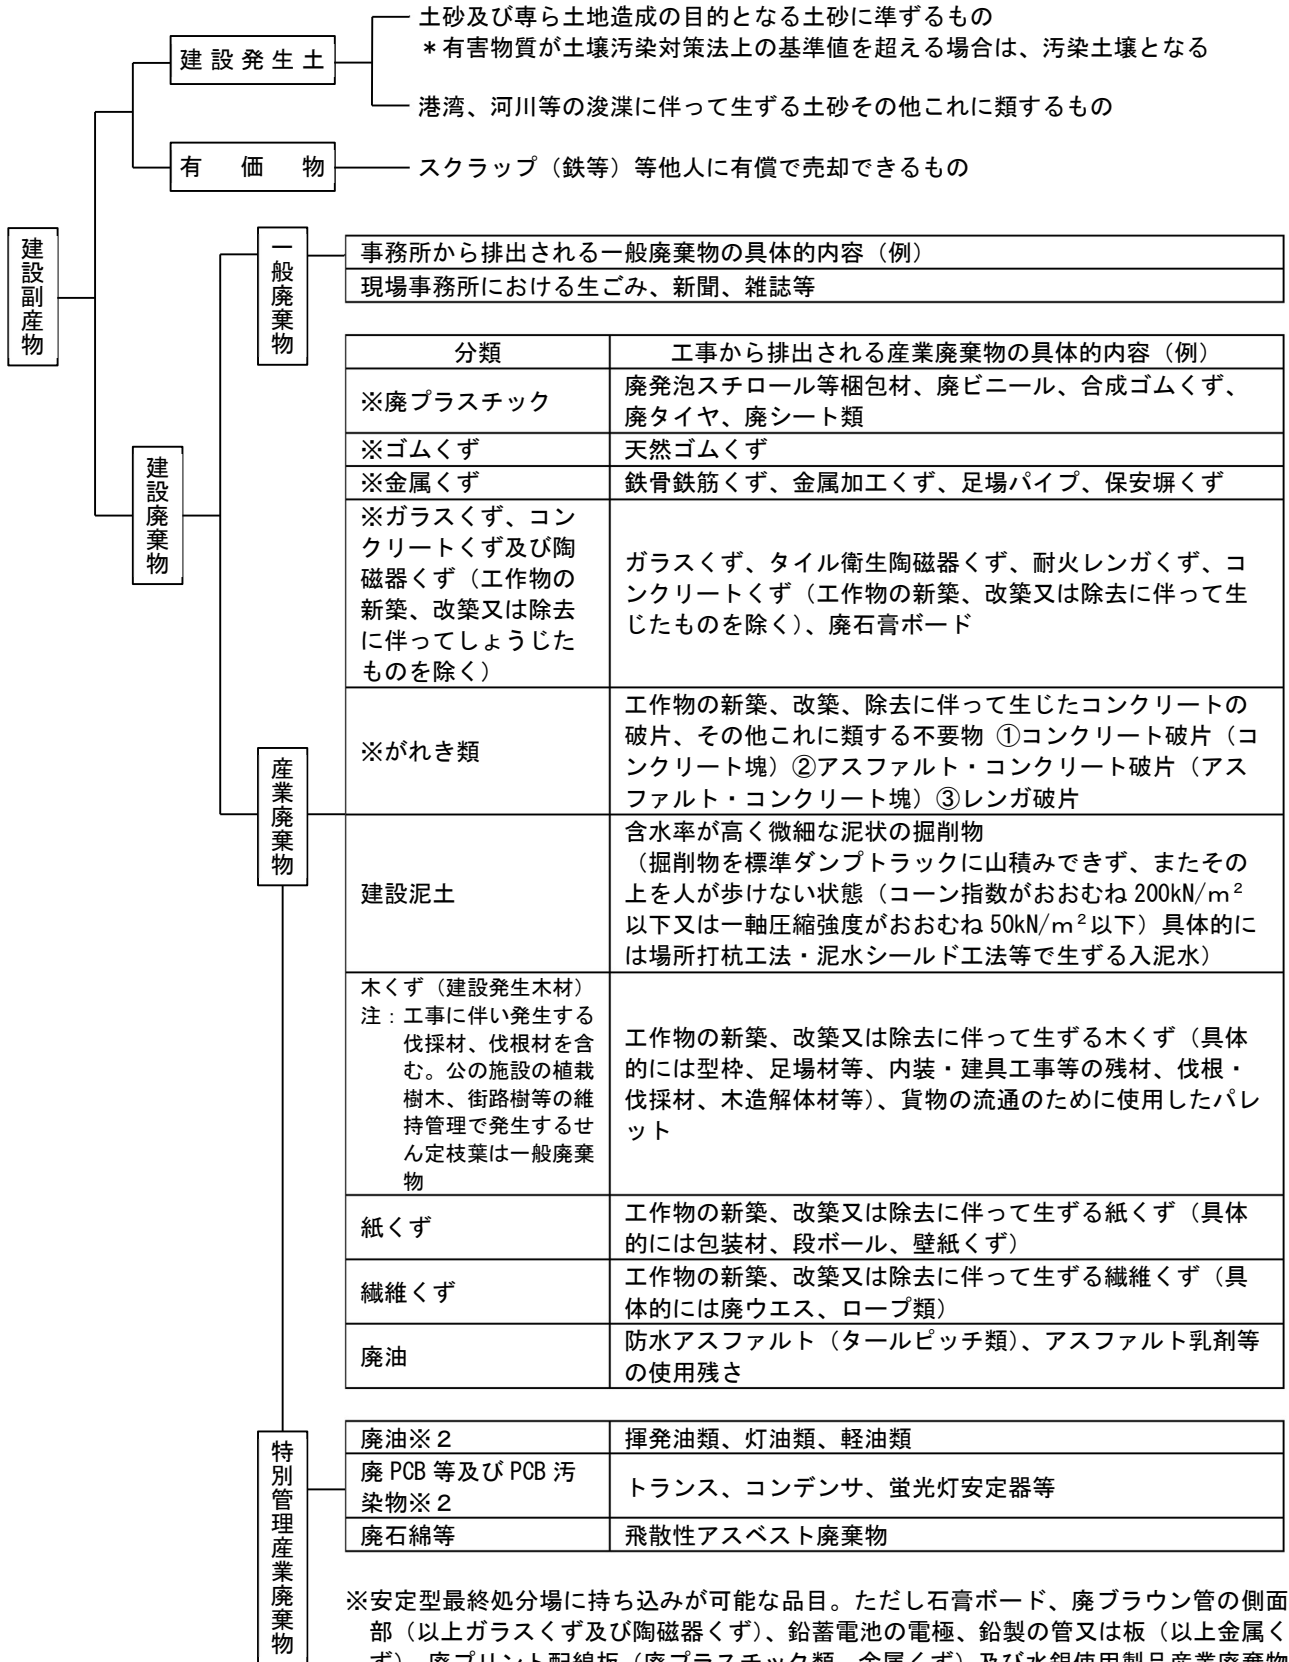 土砂及び専ら土地造成の目的となる土砂に準ずるもの
＊有害物質が土壌汚染対策法上の基準値を超える場合は、汚染土壌となる
建設発生土
港湾、河川等の浚渫に伴って生ずる土砂その他これに類するもの
有価物
スクラップ（鉄等）等他人に有償で売却できるもの
建設副産物
一般廃棄物
事務所から排出される一般廃棄物の具体的内容（例）
現場事務所における生ごみ、新聞、雑誌等
建設廃棄物
産業廃棄物
分類
工事から排出される産業廃棄物の具体的内容（例）
※廃プラスチック
廃発泡スチロール等梱包材、廃ビニール、合成ゴムくず、
廃タイヤ、廃シート類
※ゴムくず
天然ゴムくず
※金属くず
鉄骨鉄筋くず、金属加工くず、足場パイプ、保安塀くず
※ガラスくず、コン
クリートくず及び陶
磁器くず（工作物の
新築、改築又は除去
に伴ってしょうじた
ものを除く）
ガラスくず、タイル衛生陶磁器くず、耐火レンガくず、コ
ンクリートくず（工作物の新築、改築又は除去に伴って生
じたものを除く）、廃石膏ボード
※がれき類
工作物の新築、改築、除去に伴って生じたコンクリートの
破片、その他これに類する不要物 ①コンクリート破片（コ
ンクリート塊）②アスファルト・コンクリート破片（アス
ファルト・コンクリート塊）③レンガ破片
建設泥土
含水率が高く微細な泥状の掘削物
（掘削物を標準ダンプトラックに山積みできず、またその
上を人が歩けない状態（コーン指数がおおむね200kN/ｍ²
以下又は一軸圧縮強度がおおむね50kN/ｍ²以下）具体的に
は場所打杭工法・泥水シールド工法等で生ずる入泥水）
木くず（建設発生木材）
注：工事に伴い発生する
伐採材、伐根材を含
む。公の施設の植栽
樹木、街路樹等の維
持管理で発生するせ
ん定枝葉は一般廃棄
物
工作物の新築、改築又は除去に伴って生ずる木くず（具体
的には型枠、足場材等、内装・建具工事等の残材、伐根・
伐採材、木造解体材等）、貨物の流通のために使用したパレ
ット
紙くず
工作物の新築、改築又は除去に伴って生ずる紙くず（具体
的には包装材、段ボール、壁紙くず）
繊維くず
工作物の新築、改築又は除去に伴って生ずる繊維くず（具
体的には廃ウエス、ロープ類）
廃油
防水アスファルト（タールピッチ類）、アスファルト乳剤等
の使用残さ
特別管理産業廃棄物
廃油※２
揮発油類、灯油類、軽油類
廃PCB等及びPCB汚
染物※２
トランス、コンデンサ、蛍光灯安定器等
廃石綿等
飛散性アスベスト廃棄物
※安定型最終処分場に持ち込みが可能な品目。ただし石膏ボード、廃ブラウン管の側面
部（以上ガラスくず及び陶磁器くず）、鉛蓄電池の電極、鉛製の管又は板（以上金属く
ず）、廃プリント配線板（廃プラスチック類、金属くず）及び水銀使用製品産業廃棄物